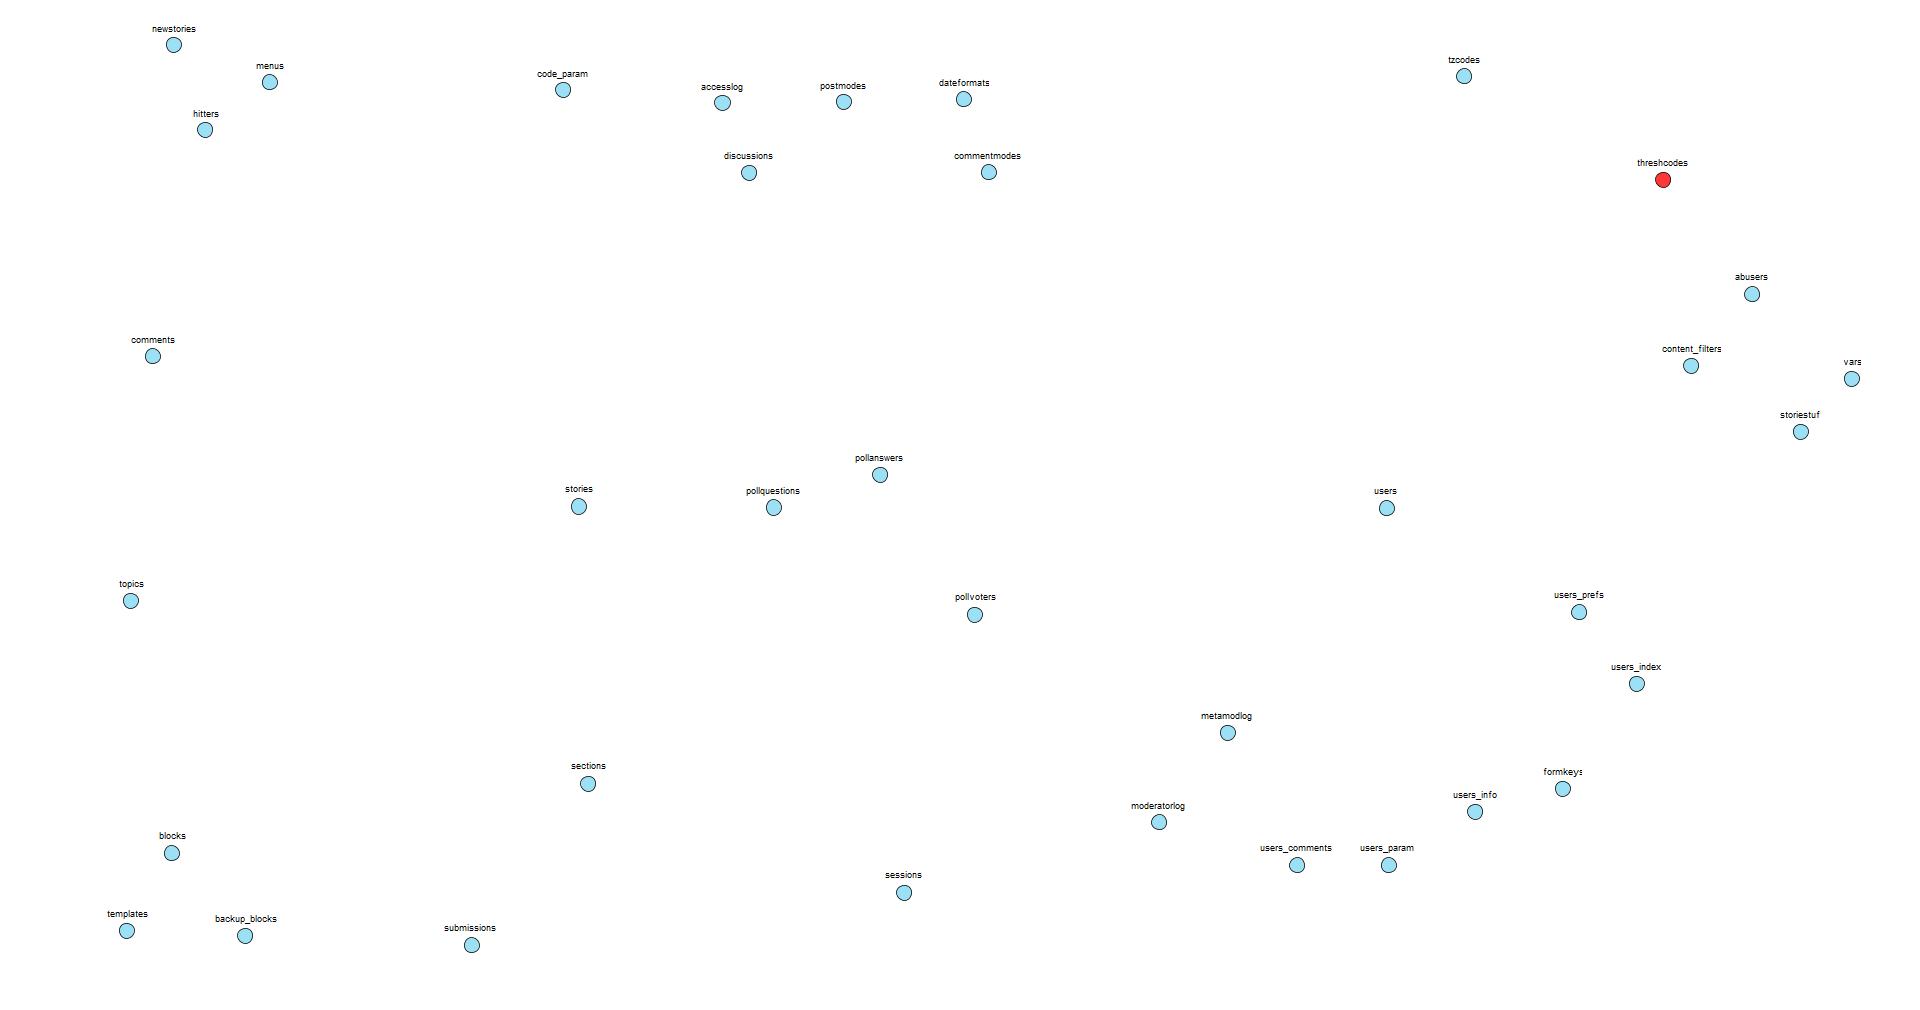 newstories
menus
tzcodes
code_param
dateformats
accesslog
postmodes
hitters
discussions
commentmodes
threshcodes
abusers
comments
content_filters
vars
storiestuf
pollanswers
stories
pollquestions
users
topics
users_prefs
pollvoters
users_index
metamodlog
sections
formkeys
users_info
moderatorlog
blocks
users_comments
users_param
sessions
templates
backup_blocks
submissions